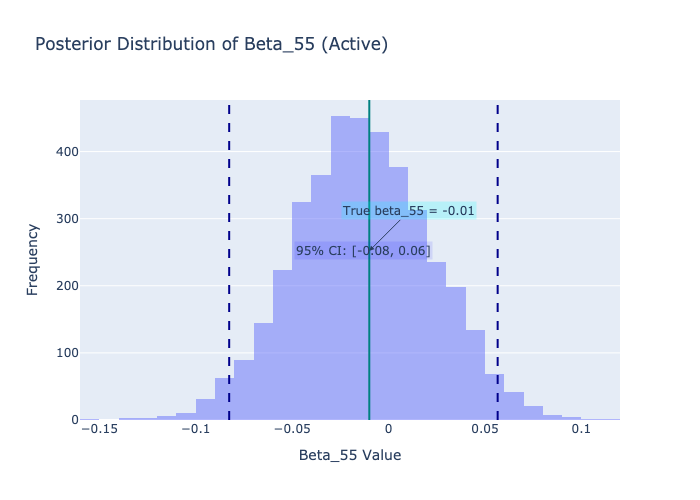 Posterior Distribution of Beta_55 (Active)
400
300
200
100
0
Frequency
True beta_55 = -0.01
95% CI: [-0.08, 0.06]
−0.15
−0.1
−0.05
0
0.05
0.1
Beta_55 Value